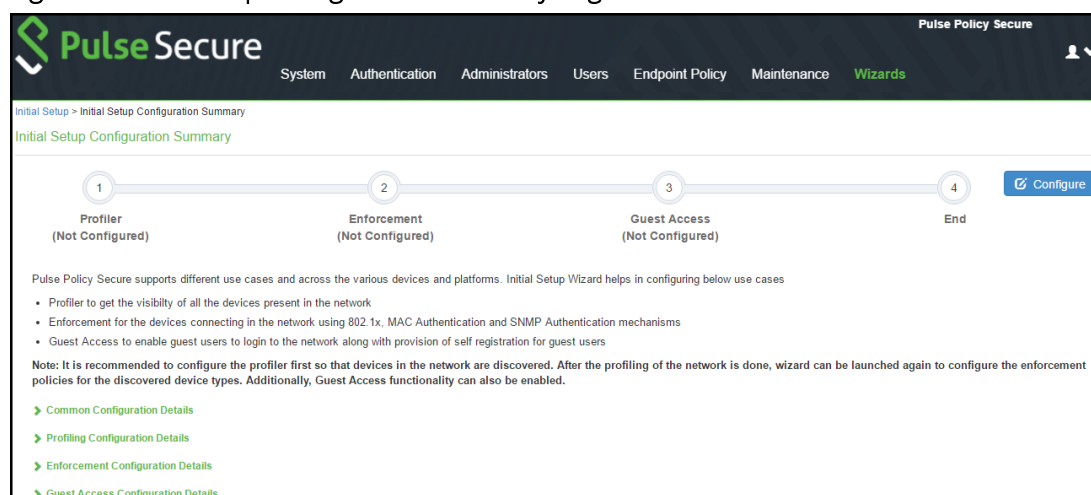 Pulse Policy Secure
Pulse Secure
System Authentication Administrators Users Endpoint Policy Maintenance Wizards
Initial Setup > Initial Setup Configuration Summary
Initial Setup Configuration Summary
1 2 3 4
Configure
Profiler Enforcement Guest Access End
(Not Configured) (Not Configured) (Not Configured)
Pulse Policy Secure supports different use cases and across the various devices and platforms. Initial Setup Wizard helps in configuring below use cases
• Profiler to get the visibilty of all the devices present in the network
• Enforcement for the devices connecting in the network using 802.1x, MAC Authentication and SNMP Authentication mechanisms
• Guest Access to enable guest users to login to the network along with provision of self registration for guest users
Note: It is recommended to configure the profiler first so that devices in the network are discovered. After the profiling of the network is done, wizard can be launched again to configure the enforcement
policies for the discovered device types. Additionally, Guest Access functionality can also be enabled.
Common Configuration Details
Profiling Configuration Details
Enforcement Configuration Details
Guest Access Configuration Details